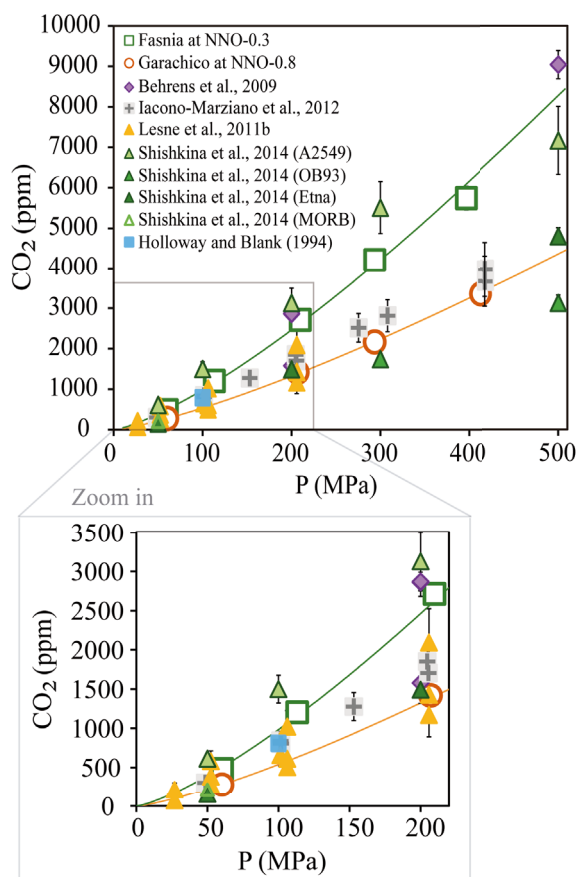 10000
9000
8000
7000
6000
5000
4000
3000
2000
1000
0
CO2 (ppm)
Fasnia at NNO-0.3
Garachico at NNO-0.8
Behrens et al., 2009
Iacono-Marziano et al., 2012
Lesne et al., 2011b
Shishkina et al., 2014 (A2549)
Shishkina et al., 2014 (OB93)
Shishkina et al., 2014 (Etna)
Shishkina et al., 2014 (MORB)
Holloway and Blank (1994)
0 100 200 300 400 500
P (MPa)
Zoom in
3500
3000
2500
2000
1500
1000
500
0
CO2 (ppm)
0 50 100 150 200
P (MPa)